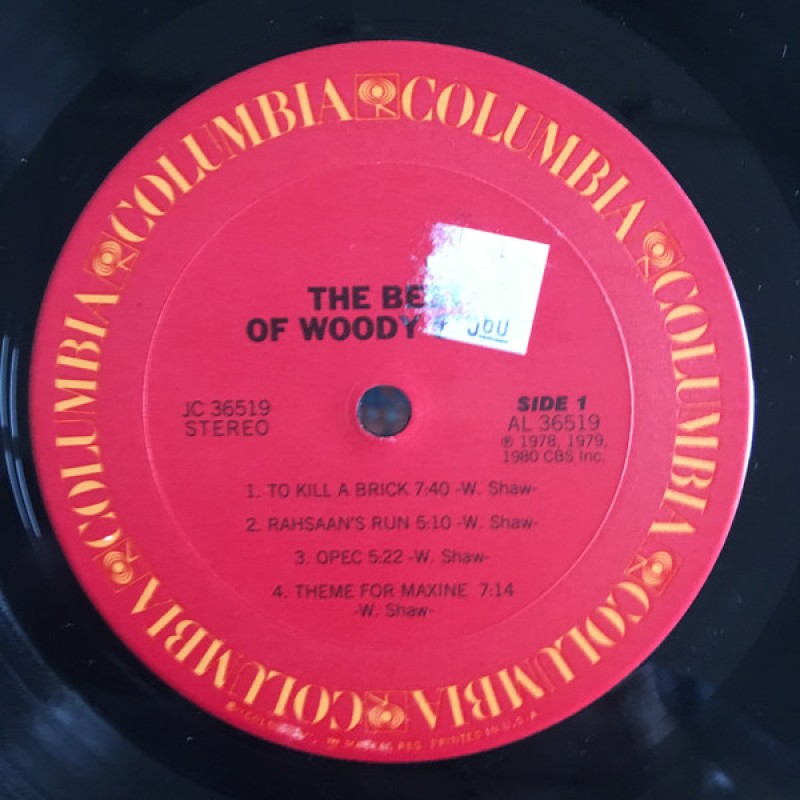 COLUMBIA COLUMBIA COLUMBIA COLUMBIA COLUMBIA COLUMBIA
THE
OF WOODY
JC 36519
STEREO
SIDE 1
AL 36519
℗ 1978, 1979,
1980 CBS Inc.
1. TO KILL A BRICK 7:40 -W. Shaw-
2. RAHSAAN'S RUN 5:10 -W. Shaw-
3. OPEC 5:22 -W. Shaw-
4. THEME FOR MAXINE 7:14
-W. Shaw-
REG. PRINTED IN U.S.A.